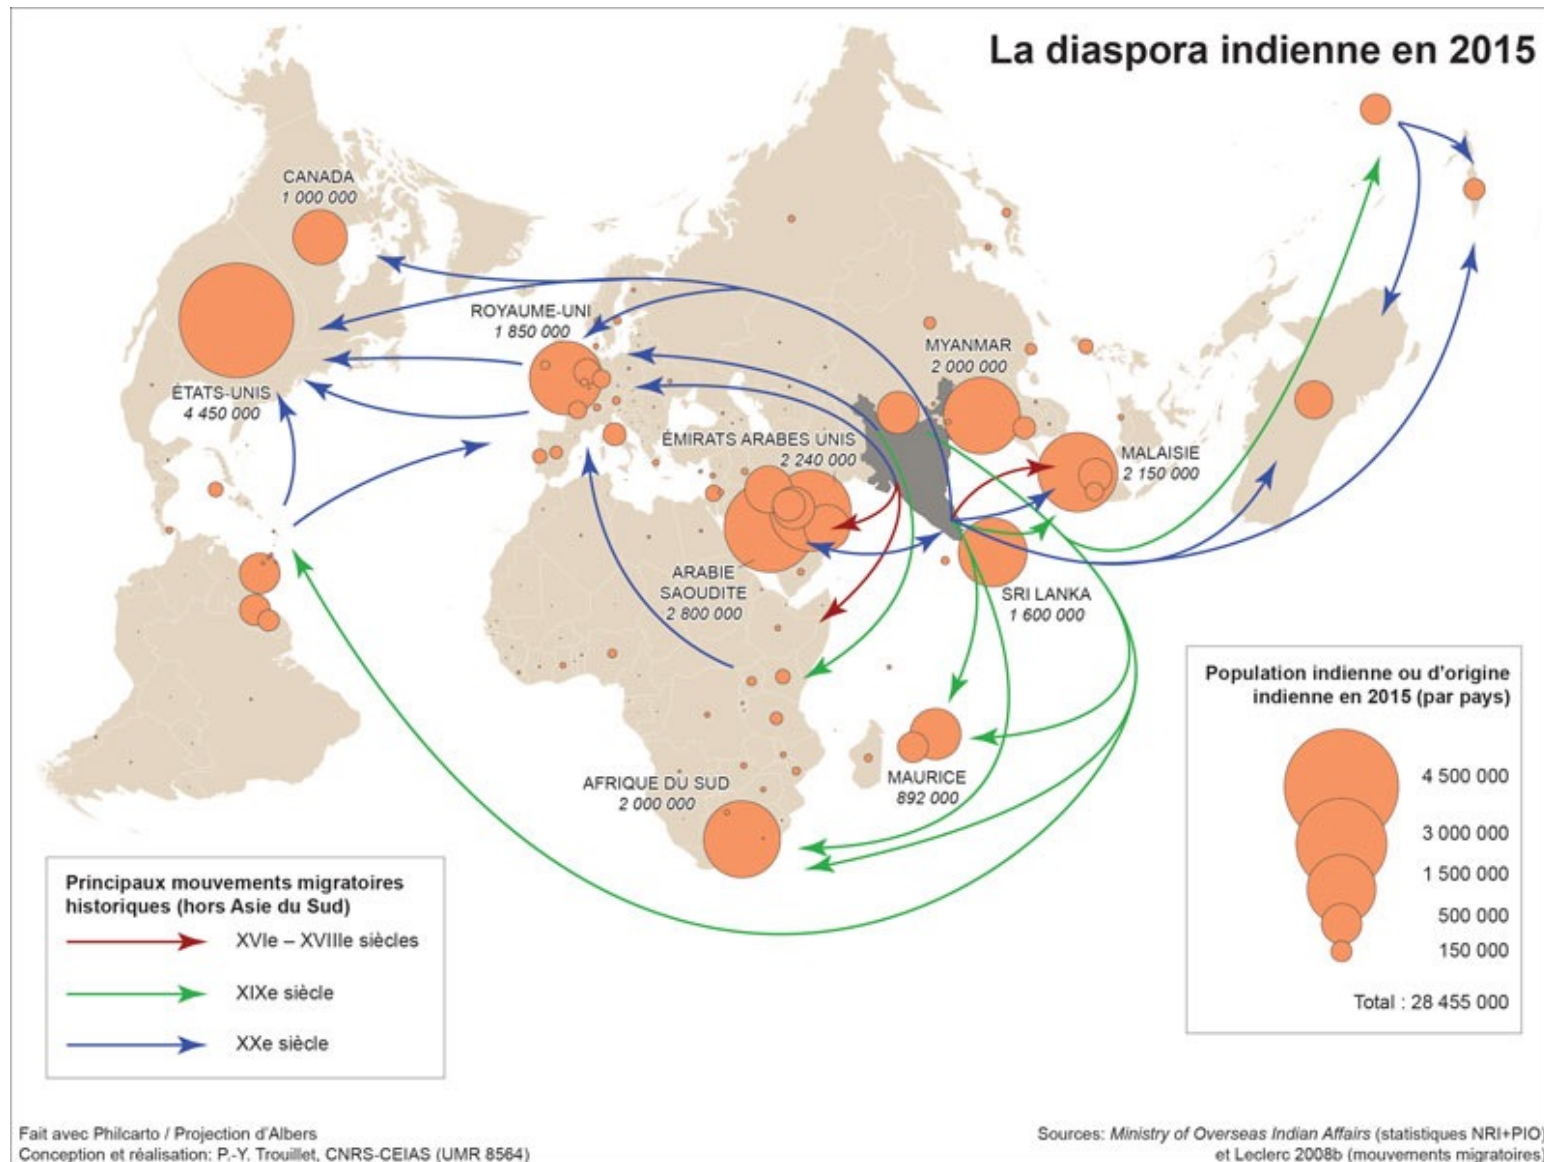 La diaspora indienne en 2015
CANADA
1 000 000
ROYAUME-UNI
1 850 000
MYANMAR
2 000 000
ÉTATS-UNIS
4 450 000
ÉMIRATS ARABES UNIS
2 240 000
MALAISIE
2 150 000
ARABIE
SAOUDITE
2 800 000
SRI LANKA
1 600 000
AFRIQUE DU SUD
2 000 000
MAURICE
892 000
Population indienne ou d'origine
indienne en 2015 (par pays)
4 500 000
3 000 000
1 500 000
500 000
150 000
Total : 28 455 000
Principaux mouvements migratoires
historiques (hors Asie du Sud)
XVIe – XVIIIe siècles
XIXe siècle
XXe siècle
Fait avec Philcarto / Projection d'Albers
Conception et réalisation: P.-Y. Trouillet, CNRS-CEIAS (UMR 8564)
Sources: Ministry of Overseas Indian Affairs (statistiques NRI+PIO)
et Leclerc 2008b (mouvements migratoires)